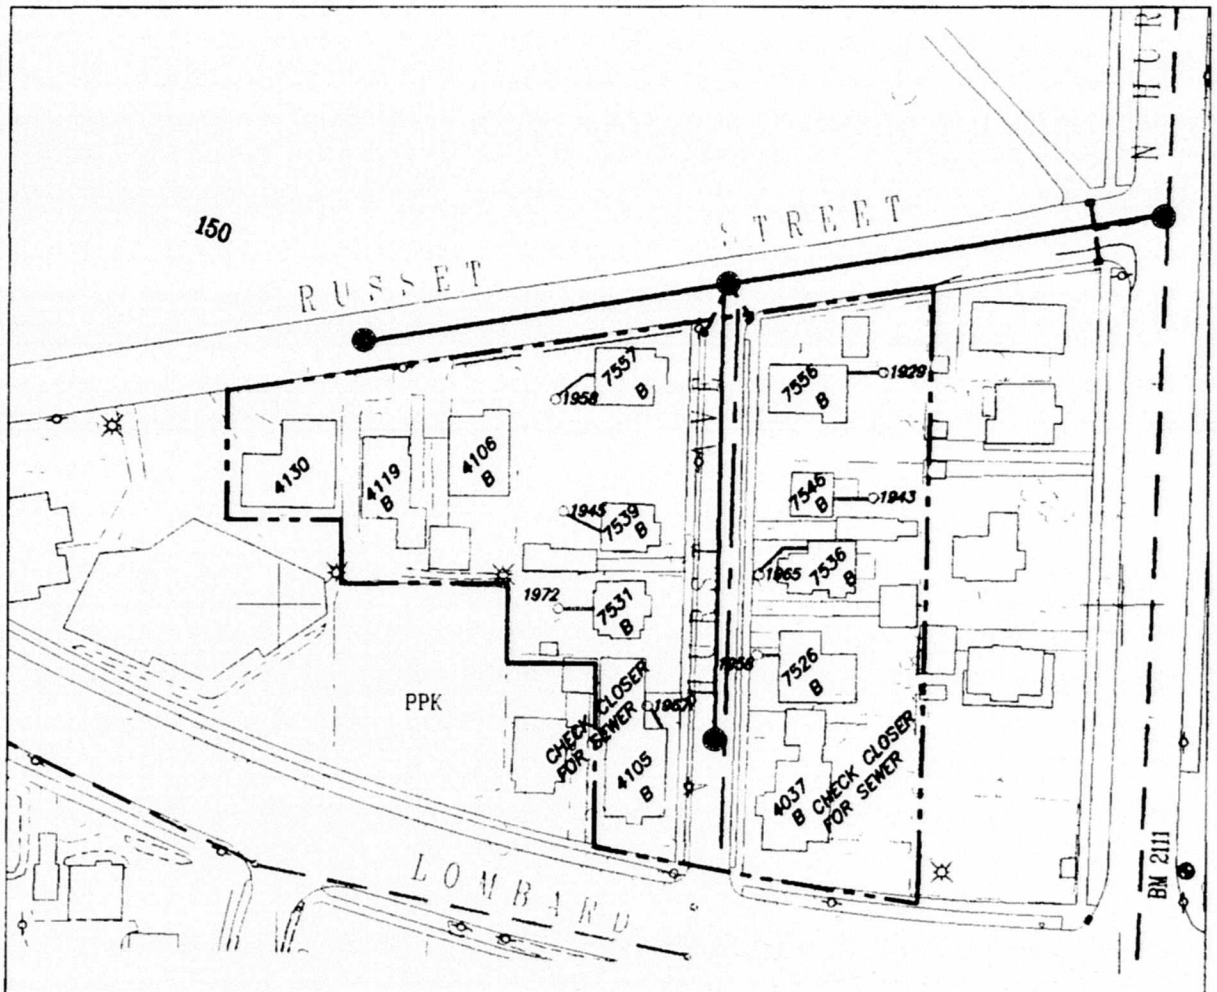 N HUR
150
RUSSET STREET
7557
B
1958
7556
B
1929
4130
4119
B
4106
B
7546
B
1943
1945
7539
B
7536
B
1965
1972
7531
B
1958
7526
B
PPK
CHECK CLOSER
FOR SEWER
1957
4105
B
4037
B
CHECK CLOSER
FOR SEWER
LOMBARD
BM 2111